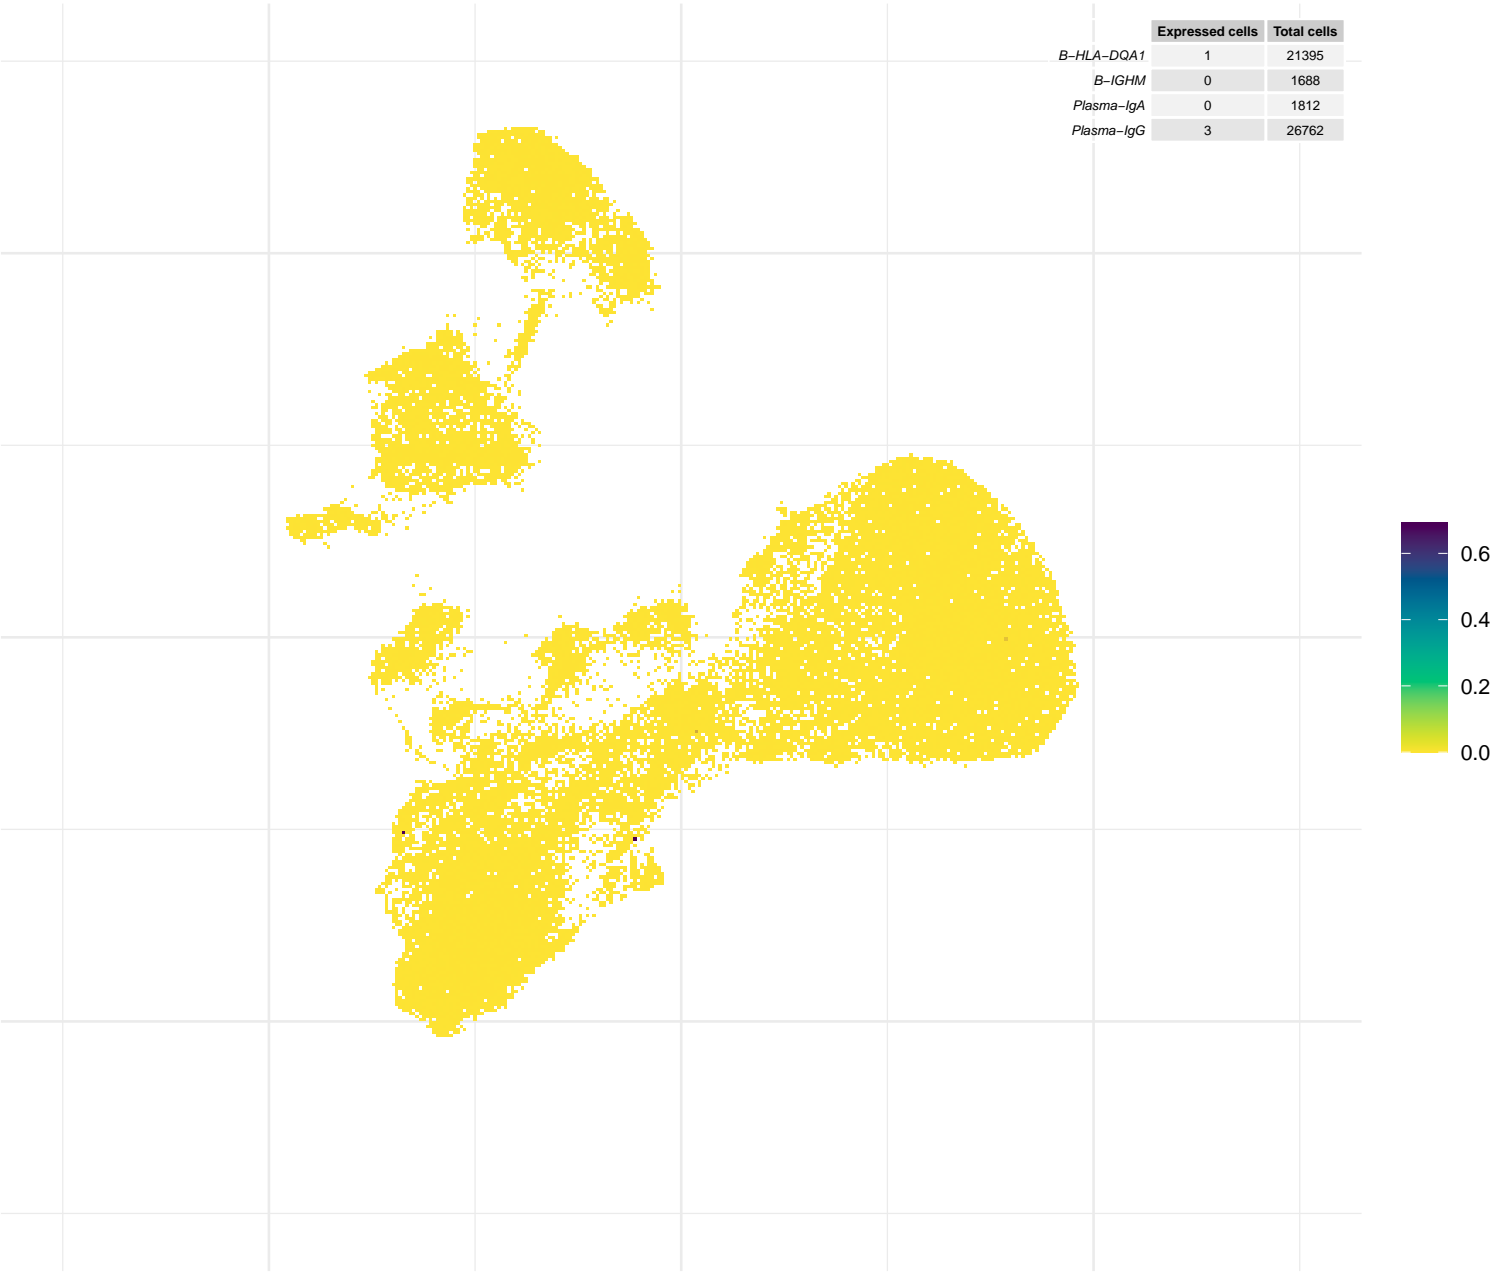 Expressed cells Total cells
B−HLA−DQA1 1 21395
B−IGHM 0 1688
Plasma−IgA 0 1812
Plasma−IgG 3 26762
0.6
0.4
0.2
0.0